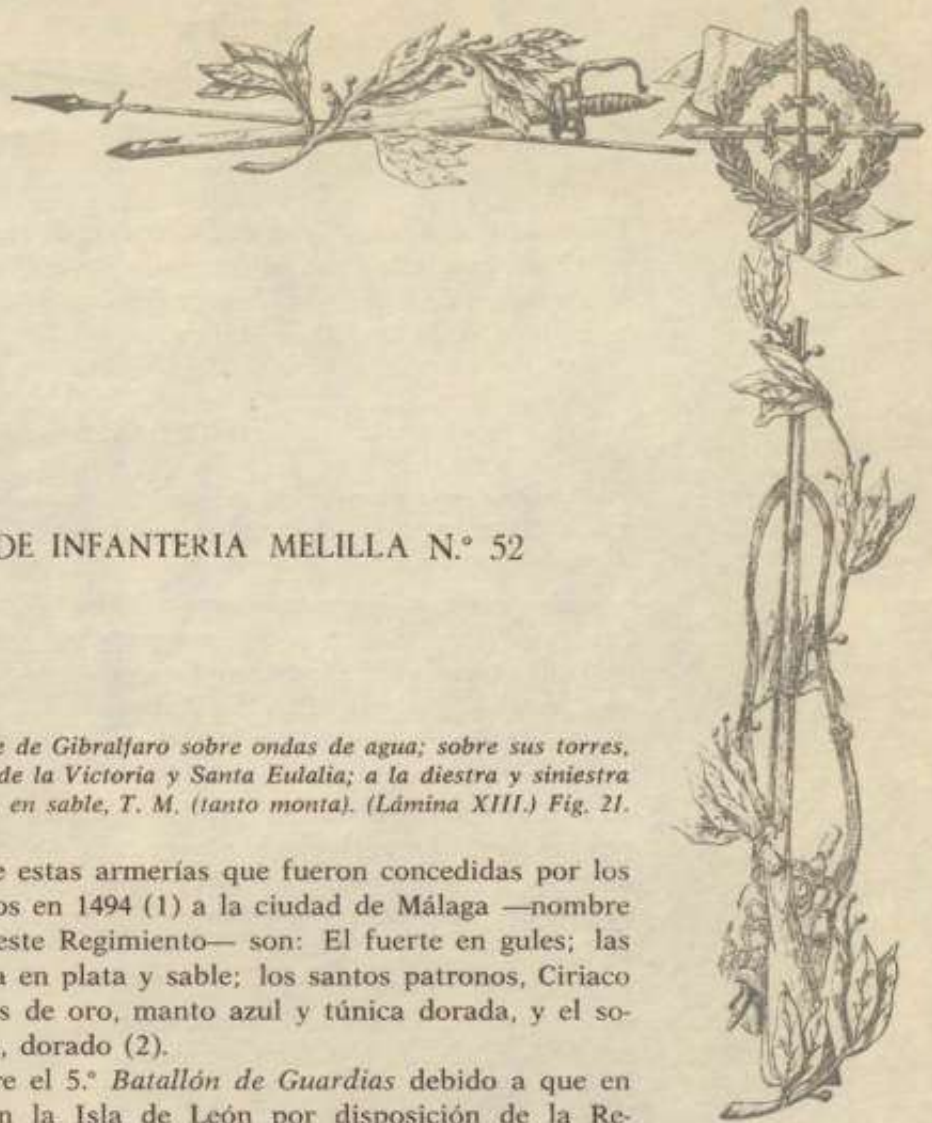 DE INFANTERIA MELILLA N.° 52
e de Gibralfaro sobre ondas de agua; sobre sus torres,
de la Victoria y Santa Eulalia; a la diestra y siniestra
en sable, T. M. (tanto monta). (Lámina XIII.) Fig. 21.
e estas armerías que fueron concedidas por los
os en 1494 (1) a la ciudad de Málaga —nombre
este Regimiento— son: El fuerte en gules; las
a en plata y sable; los santos patronos, Ciriaco
s de oro, manto azul y túnica dorada, y el so-
, dorado (2).
re el 5.° Batallón de Guardias debido a que en
n la Isla de León por disposición de la Re-